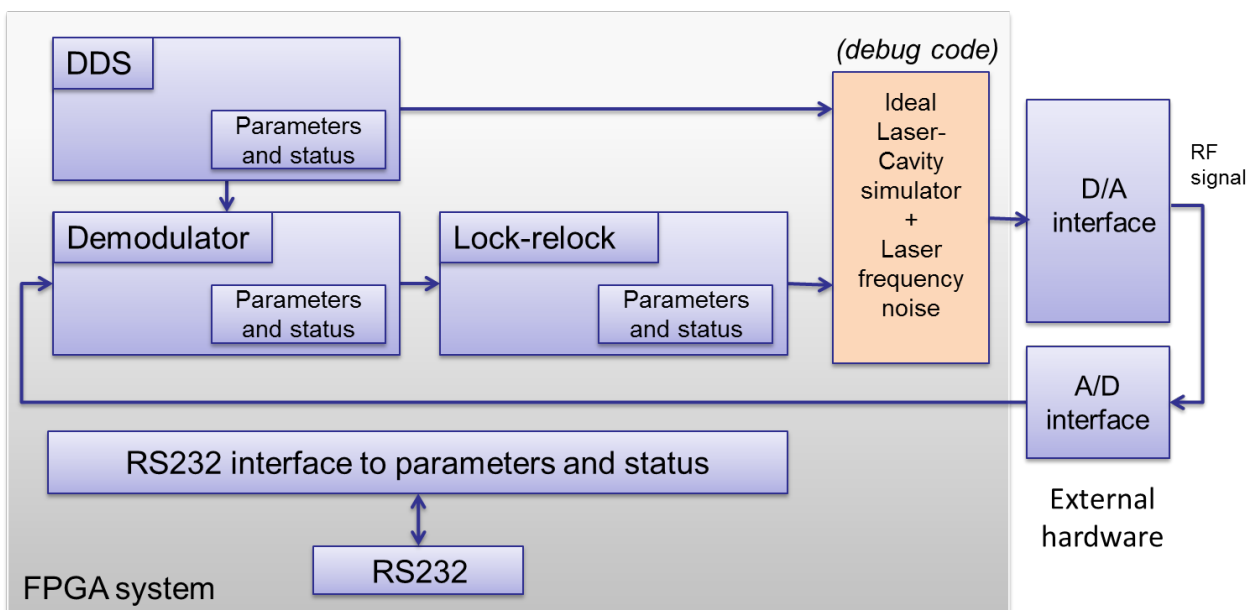 DDS
Parameters
and status
(debug code)
Ideal
Laser-
Cavity
simulator
+
Laser
frequency
noise
D/A
interface
RF
signal
Demodulator
Parameters
and status
Lock-relock
Parameters
and status
A/D
interface
RS232 interface to parameters and status
External
hardware
RS232
FPGA system